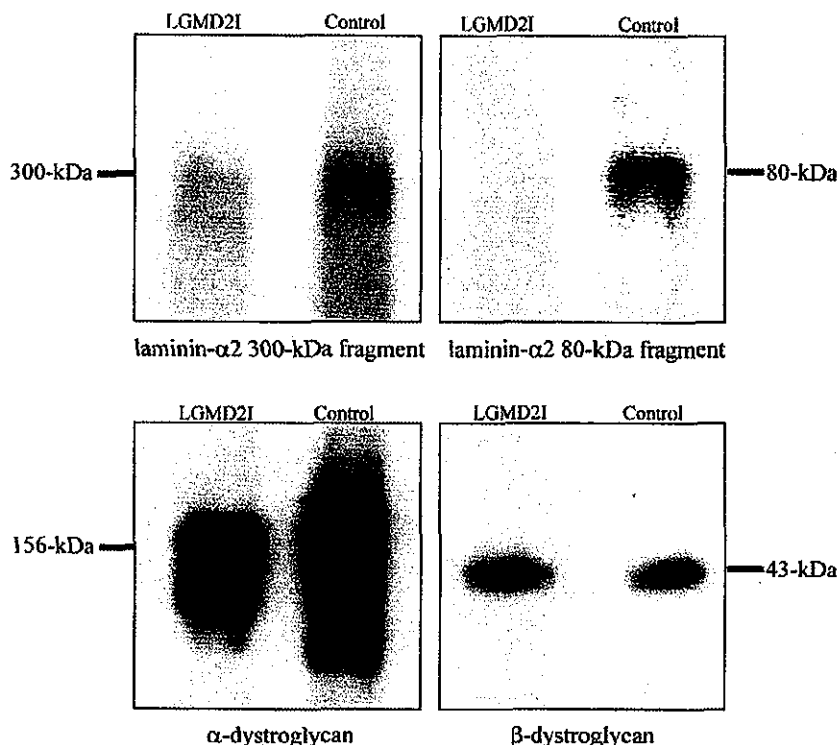 LGMD2I Control LGMD2I Control
300-kDa 80-kDa
laminin-α2 300-kDa fragment laminin-α2 80-kDa fragment
LGMD2I Control LGMD2I Control
156-kDa 43-kDa
α-dystroglycan β-dystroglycan